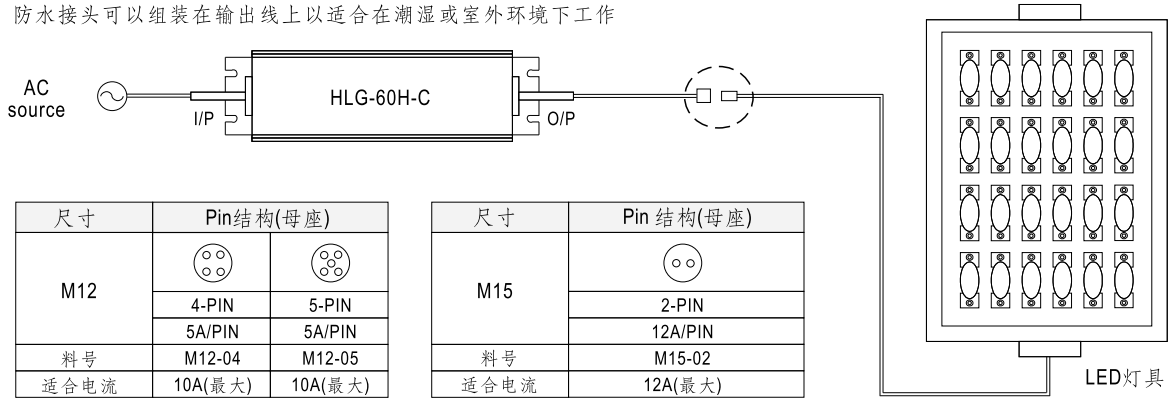 防水接头可以组装在输出线上以适合在潮湿或室外环境下工作
AC
source
I/P
HLG-60H-C
O/P
尺寸 Pin结构(母座)
M12
4-PIN 5-PIN
5A/PIN 5A/PIN
料号 M12-04 M12-05
适合电流 10A(最大) 10A(最大)
尺寸 Pin 结构(母座)
M15
2-PIN
12A/PIN
料号 M15-02
适合电流 12A(最大)
LED灯具